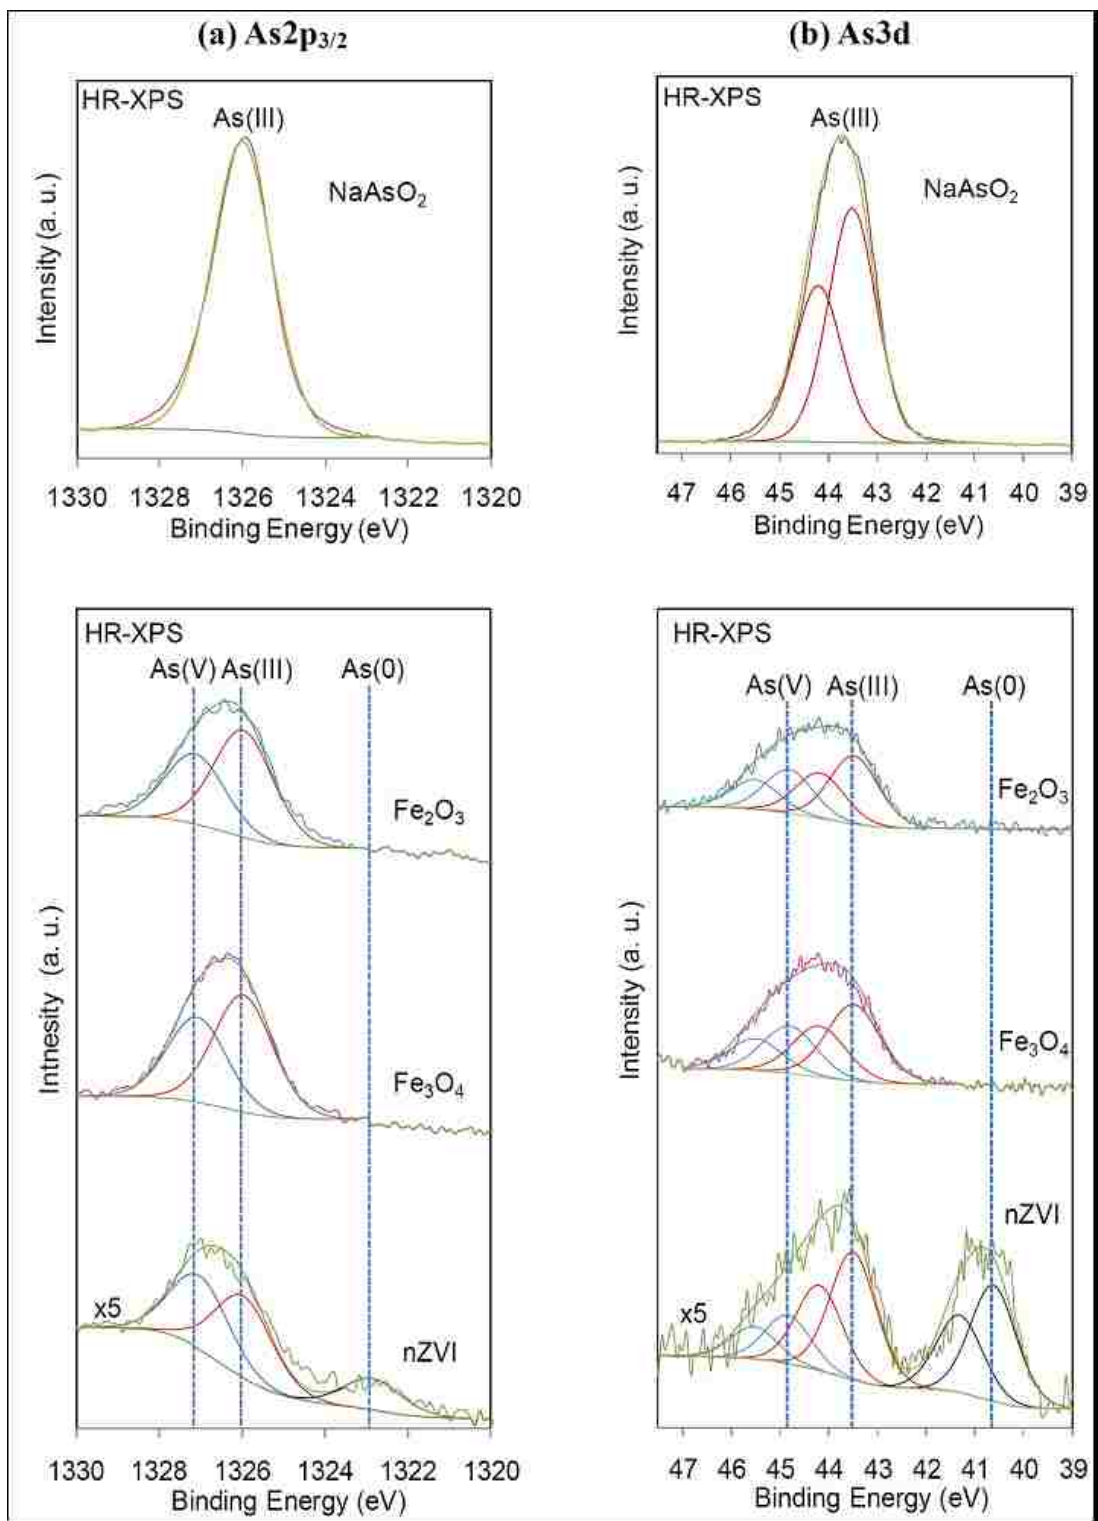 (a) As2p3/2
(b) As3d
HR-XPS
As(III)
NaAsO2
Intensity (a. u.)
1330 1328 1326 1324 1322 1320
Binding Energy (eV)
HR-XPS
As(III)
NaAsO2
Intensity (a. u.)
47 46 45 44 43 42 41 40 39
Binding Energy (eV)
HR-XPS
As(V) As(III) As(0)
Fe2O3
Fe3O4
x5
nZVI
Intnesity (a. u.)
1330 1328 1326 1324 1322 1320
Binding Energy (eV)
HR-XPS
As(V) As(III) As(0)
Fe2O3
Fe3O4
nZVI
x5
Intensity (a. u.)
47 46 45 44 43 42 41 40 39
Binding Energy (eV)